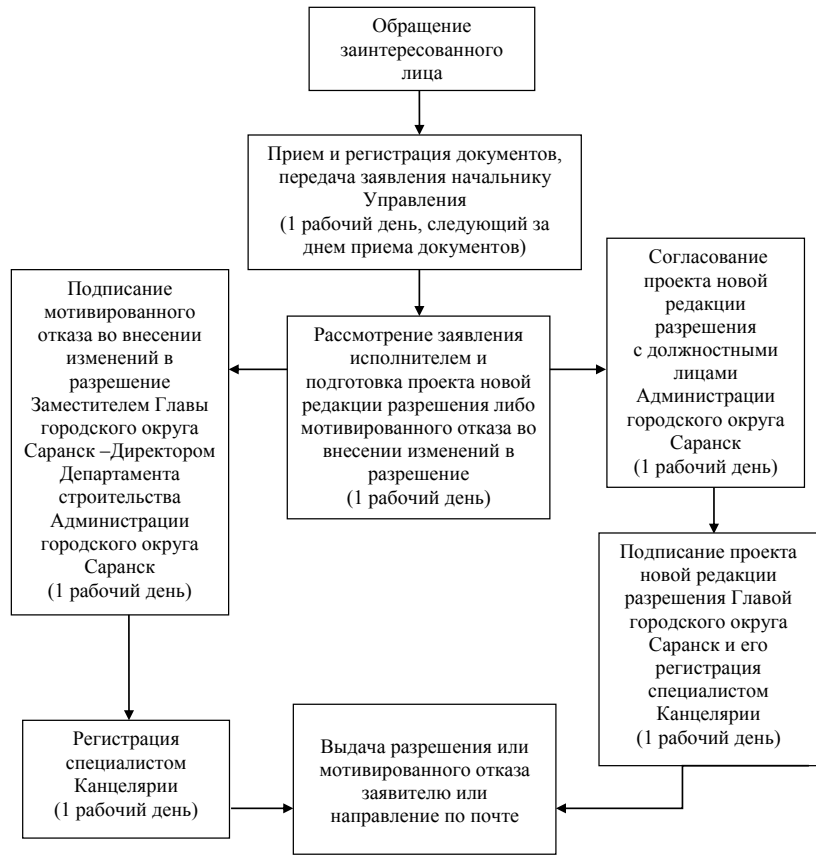 Обращение
заинтересованного
лица
Прием и регистрация документов,
передача заявления начальнику
Управления
(1 рабочий день, следующий за
днем приема документов)
Рассмотрение заявления
исполнителем и
подготовка проекта новой
редакции разрешения либо
мотивированного отказа во
внесении изменений в
разрешение
(1 рабочий день)
Подписание
мотивированного
отказа во внесении
изменений в
разрешение
Заместителем Главы
городского округа
Саранск –Директором
Департамента
строительства
Администрации
городского округа
Саранск
(1 рабочий день)
Регистрация
специалистом
Канцелярии
(1 рабочий день)
Согласование
проекта новой
редакции
разрешения
с должностными
лицами
Администрации
городского округа
Саранск
(1 рабочий день)
Подписание проекта
новой редакции
разрешения Главой
городского округа
Саранск и его
регистрация
специалистом
Канцелярии
(1 рабочий день)
Выдача разрешения или
мотивированного отказа
заявителю или
направление по почте